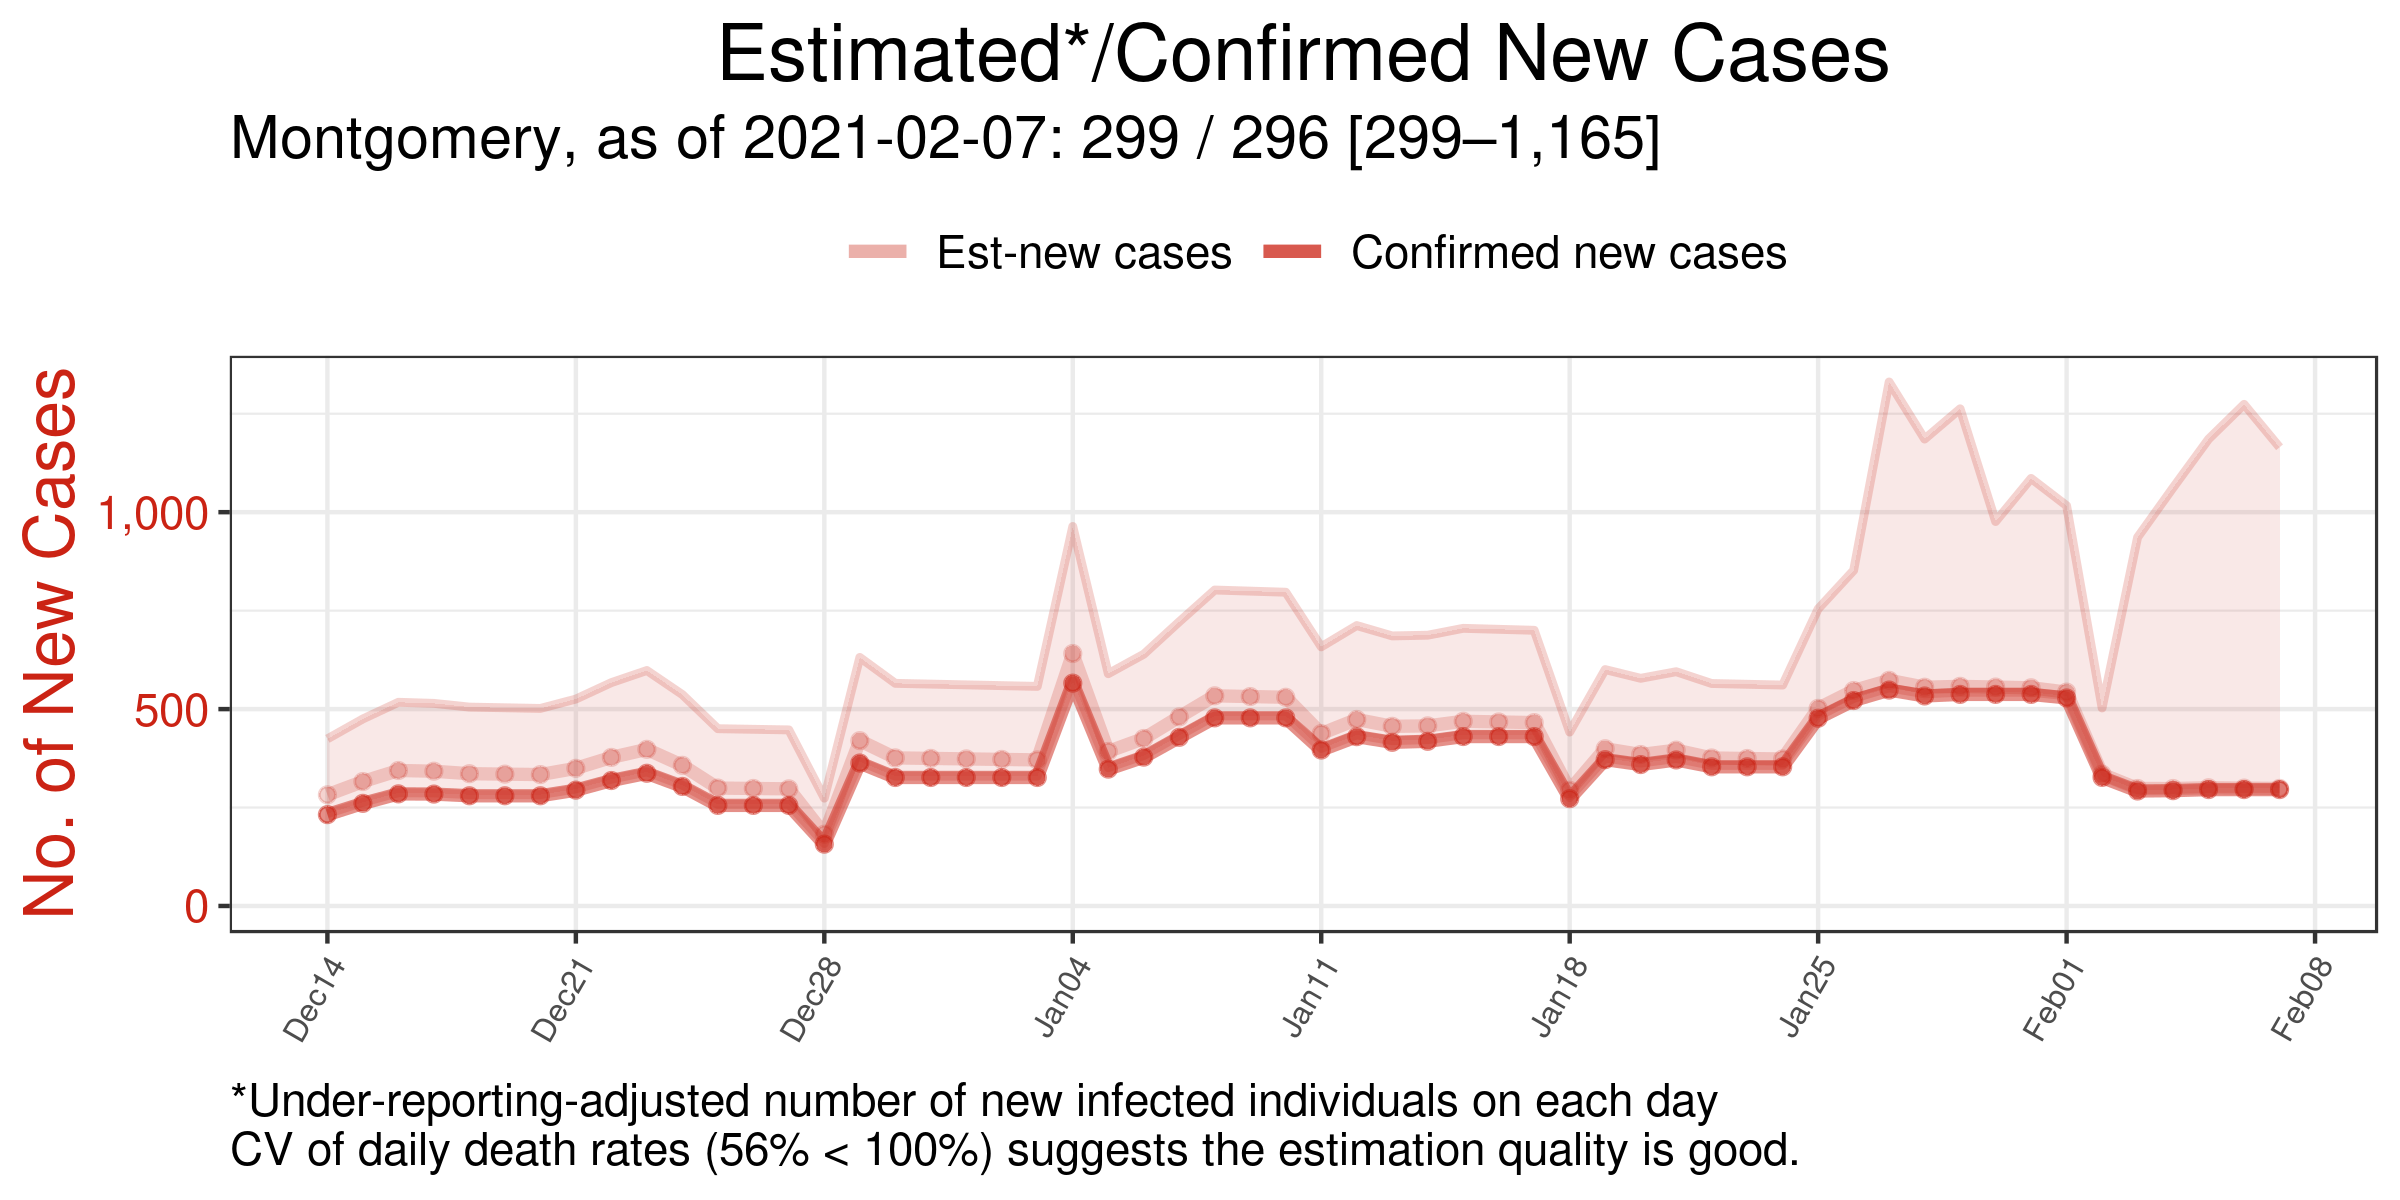 Estimated*/Confirmed New Cases
Montgomery, as of 2021-02-07: 299 / 296 [299–1,165]
Est-new cases
Confirmed new cases
No. of New Cases
1,000
500
0
Dec14
Dec21
Dec28
Jan04
Jan11
Jan18
Jan25
Feb01
Feb08
*Under-reporting-adjusted number of new infected individuals on each day
CV of daily death rates (56% < 100%) suggests the estimation quality is good.